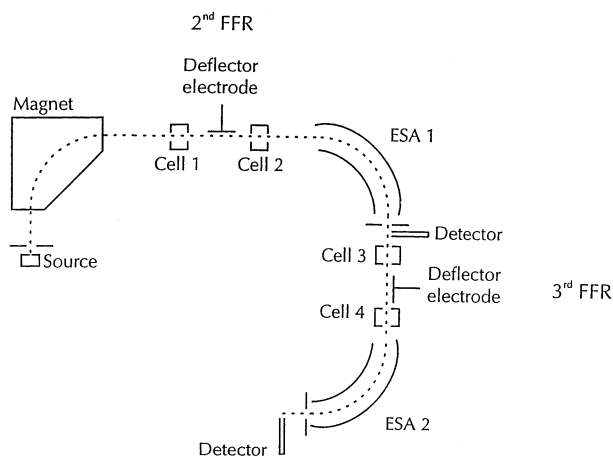 2nd FFR
Deflector
electrode
Magnet
ESA 1
Cell 1
Cell 2
Detector
Source
Cell 3
Deflector
electrode
3rd FFR
Cell 4
ESA 2
Detector